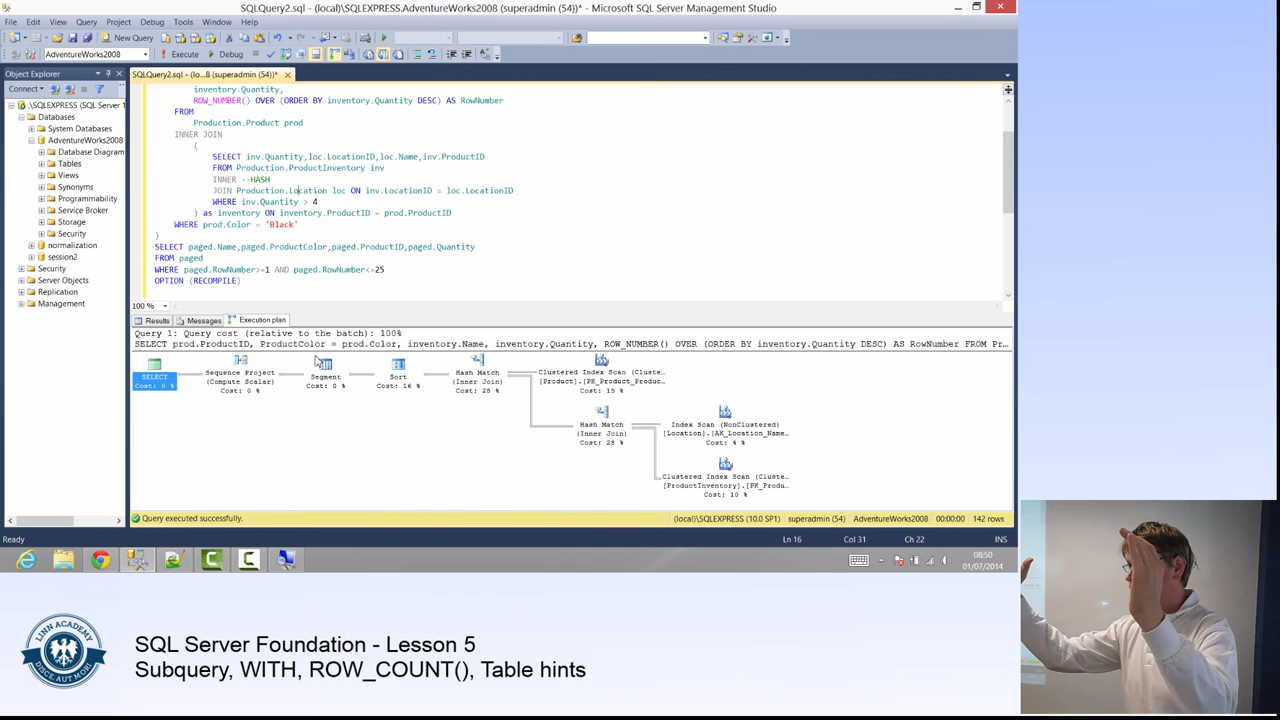 SQLQuery2.sql - (local)\SQLEXPRESS.AdventureWorks2008 (superadmin (54))* - Microsoft SQL Server Management Studio
File Edit View Query Project Debug Tools Window Help
New Query
AdventureWorks2008 Execute Debug
Object Explorer
Connect
.\SQLEXPRESS (SQL Server 1
Databases
System Databases
AdventureWorks2008
Database Diagram
Tables
Views
Synonyms
Programmability
Service Broker
Storage
Security
normalization
session2
Security
Server Objects
Replication
Management
SQLQuery2.sql - (lo...8 (superadmin (54))*
inventory.Quantity,
ROW_NUMBER() OVER (ORDER BY inventory.Quantity DESC) AS RowNumber
FROM
Production.Product prod
INNER JOIN
(
SELECT inv.Quantity,loc.LocationID,loc.Name,inv.ProductID
FROM Production.ProductInventory inv
INNER --HASH
JOIN Production.Location loc ON inv.LocationID = loc.LocationID
WHERE inv.Quantity > 4
) as inventory ON inventory.ProductID = prod.ProductID
WHERE prod.Color = 'Black'
)
SELECT paged.Name,paged.ProductColor,paged.ProductID,paged.Quantity
FROM paged
WHERE paged.RowNumber>=1 AND paged.RowNumber<=25
OPTION (RECOMPILE)
100 %
Results Messages Execution plan
Query 1: Query cost (relative to the batch): 100%
SELECT prod.ProductID, ProductColor = prod.Color, inventory.Name, inventory.Quantity, ROW_NUMBER() OVER (ORDER BY inventory.Quantity DESC) AS RowNumber FROM Pr...
SELECT
Cost: 0 %
Sequence Project
(Compute Scalar)
Cost: 0 %
Segment
Cost: 0 %
Sort
Cost: 16 %
Hash Match
(Inner Join)
Cost: 28 %
Clustered Index Scan (Cluste...
[Product].[PK_Product_Produc...
Cost: 15 %
Hash Match
(Inner Join)
Cost: 28 %
Index Scan (NonClustered)
[Location].[AK_Location_Name...
Cost: 4 %
Clustered Index Scan (Cluste...
[ProductInventory].[PK_Produ...
Cost: 10 %
Query executed successfully.
(local)\SQLEXPRESS (10.0 SP1) superadmin (54) AdventureWorks2008 00:00:00 142 rows
Ready Ln 16 Col 31 Ch 22 INS
08:50
01/07/2014
LINN ACADEMY
DISCE AUT MORI
SQL Server Foundation - Lesson 5
Subquery, WITH, ROW_COUNT(), Table hints